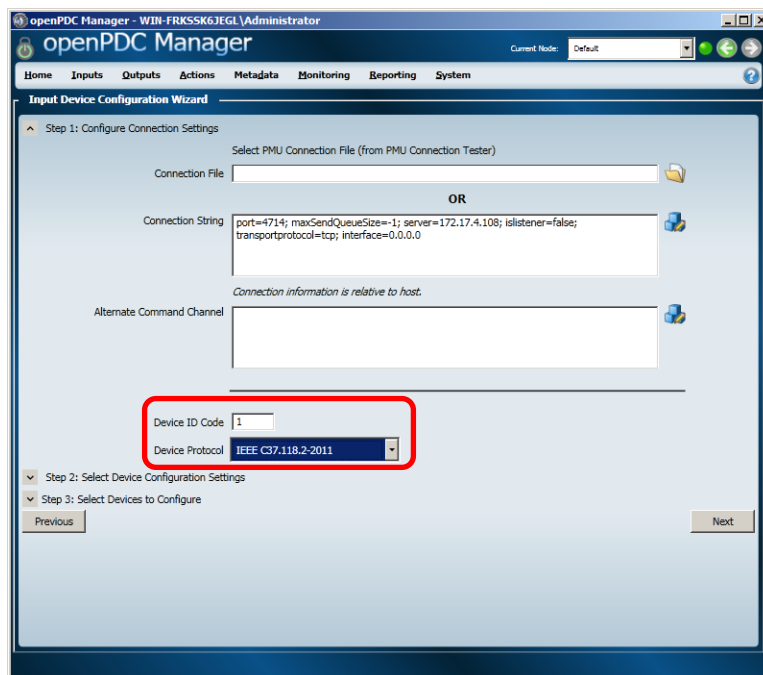 openPDC Manager - WIN-FRKSSK6JEGL\Administrator
openPDC Manager
Current Node: Default
Home Inputs Outputs Actions Metadata Monitoring Reporting System
Input Device Configuration Wizard
Step 1: Configure Connection Settings
Select PMU Connection File (from PMU Connection Tester)
Connection File
OR
Connection String
port=4714; maxSendQueueSize=-1; server=172.17.4.108; islistener=false;
transportprotocol=tcp; interface=0.0.0.0
Connection information is relative to host.
Alternate Command Channel
Device ID Code 1
Device Protocol IEEE C37.118.2-2011
Step 2: Select Device Configuration Settings
Step 3: Select Devices to Configure
Previous Next